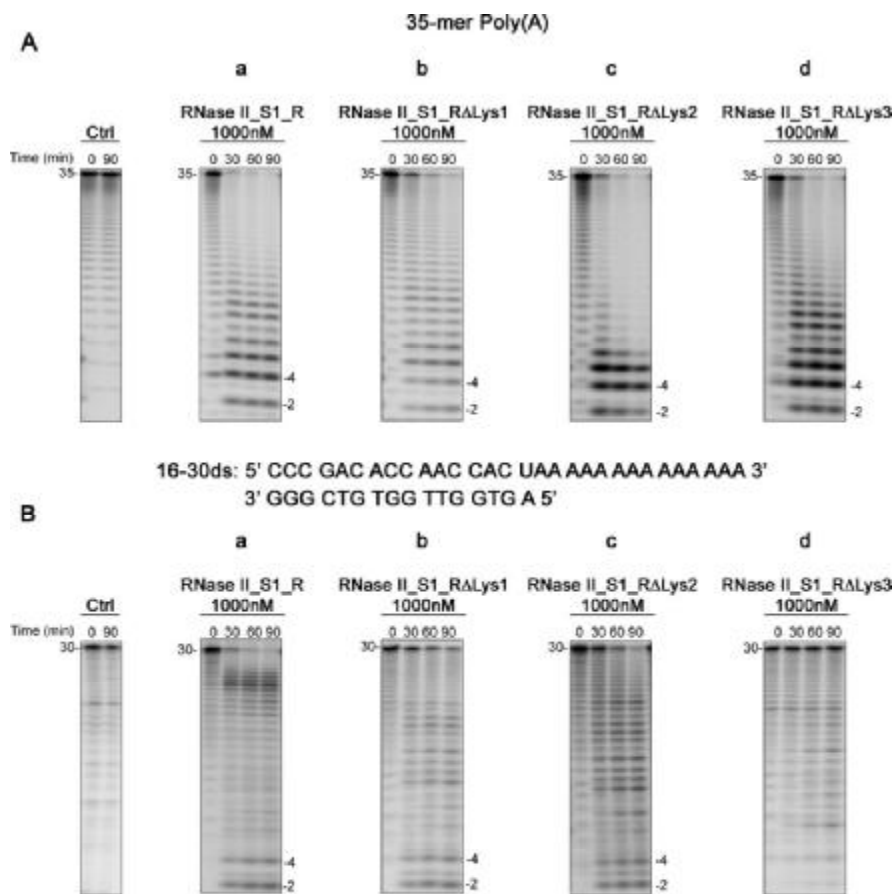 35-mer Poly(A)
A
a b c d
Ctrl RNase II_S1_R RNase II_S1_RΔLys1 RNase II_S1_RΔLys2 RNase II_S1_RΔLys3
1000nM 1000nM 1000nM 1000nM
Time (min) 0 90 0 30 60 90 0 30 60 90 0 30 60 90 0 30 60 90
35- 35- 35- 35- 35-
-4 -4 -4 -4
-2 -2 -2 -2
16-30ds: 5' CCC GAC ACC AAC CAC UAA AAA AAA AAA AAA 3'
3' GGG CTG TGG TTG GTG A 5'
B
a b c d
Ctrl RNase II_S1_R RNase II_S1_RΔLys1 RNase II_S1_RΔLys2 RNase II_S1_RΔLys3
1000nM 1000nM 1000nM 1000nM
Time (min) 0 90 0 30 60 90 0 30 60 90 0 30 60 90 0 30 60 90
30- 30- 30- 30- 30-
-4 -4 -4 -4
-2 -2 -2 -2